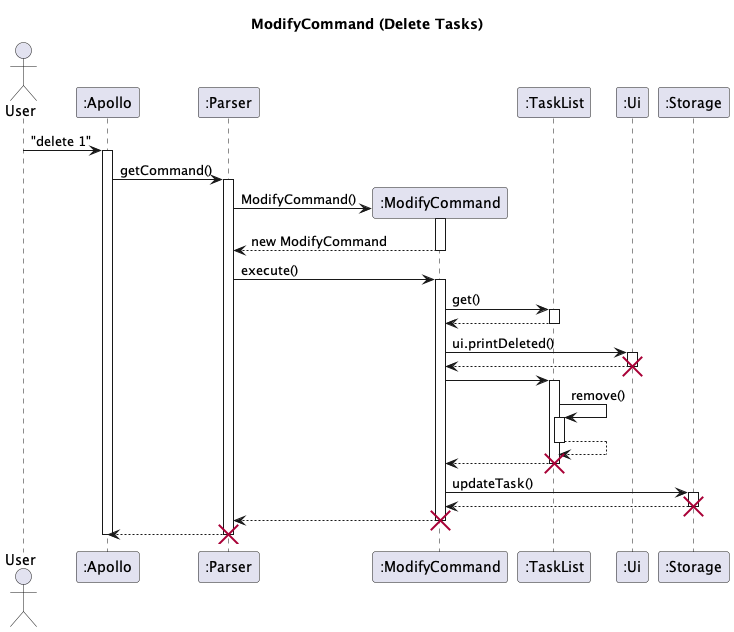 ModifyCommand (Delete Tasks)
User
:Apollo
:Parser
:TaskList
:Ui
:Storage
"delete 1"
getCommand()
ModifyCommand()
:ModifyCommand
new ModifyCommand
execute()
get()
ui.printDeleted()
remove()
updateTask()
User
:Apollo
:Parser
:ModifyCommand
:TaskList
:Ui
:Storage